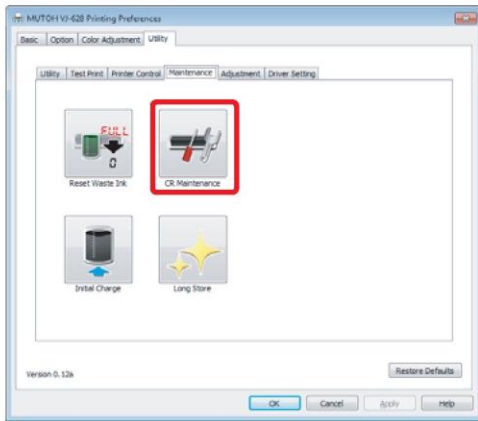 MUTOH VJ-628 Printing Preferences
Basic Option Color Adjustment Utility
Utility Test Print Printer Control Maintenance Adjustment Driver Setting
FULL
0
Reset Waste Ink CR Maintenance
Initial Charge Long Store
Version 0.12a Restore Defaults
OK Cancel Apply Help